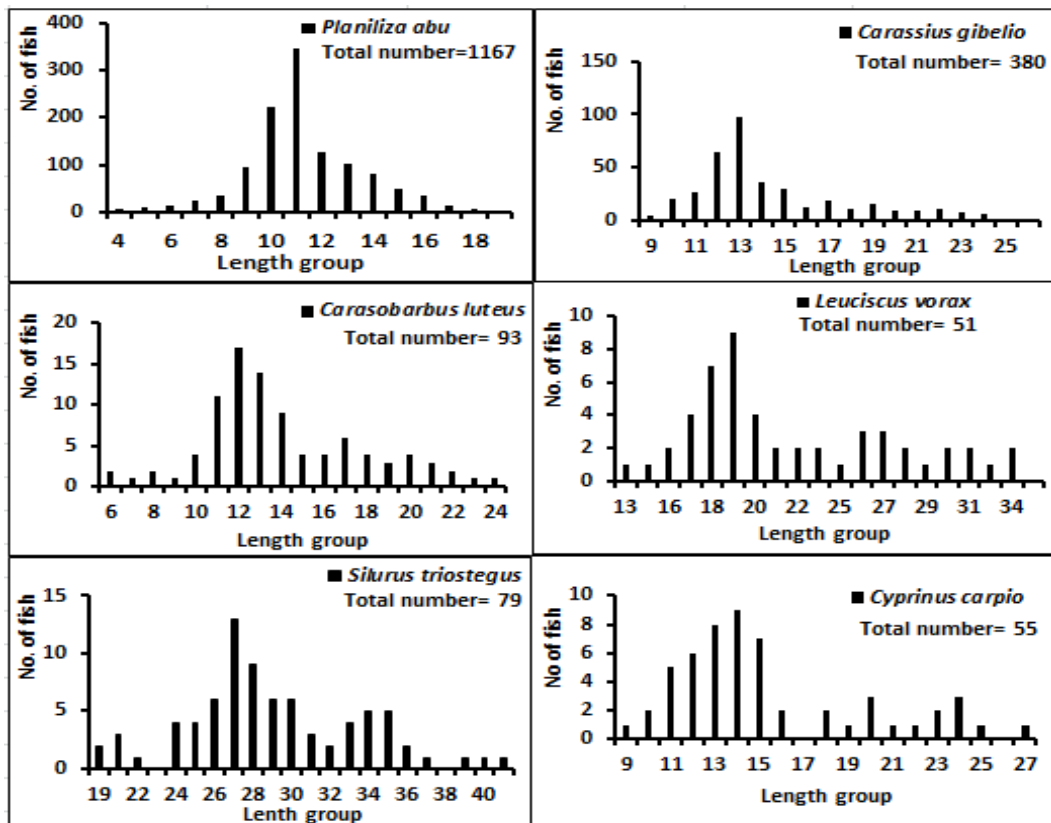 Planiliza abu
Total number=1167
No. of fish
400
300
200
100
0
4 6 8 10 12 14 16 18
Length group
Carassius gibelio
Total number= 380
No. of fish
150
100
50
0
9 11 13 15 17 19 21 23 25
Length group
Carasobarbus luteus
Total number= 93
No. of fish
20
15
10
5
0
6 8 10 12 14 16 18 20 22 24
Length group
Leuciscus vorax
Total number= 51
No. of fish
10
8
6
4
2
0
13 16 18 20 22 25 27 29 31 34
Length group
Silurus triostegus
Total number= 79
No. of fish
15
10
5
0
19 22 24 26 28 30 32 34 36 40
Lenth group
Cyprinus carpio
Total number= 55
No of fish
10
8
6
4
2
0
9 11 13 15 17 19 21 23 25 27
Length group